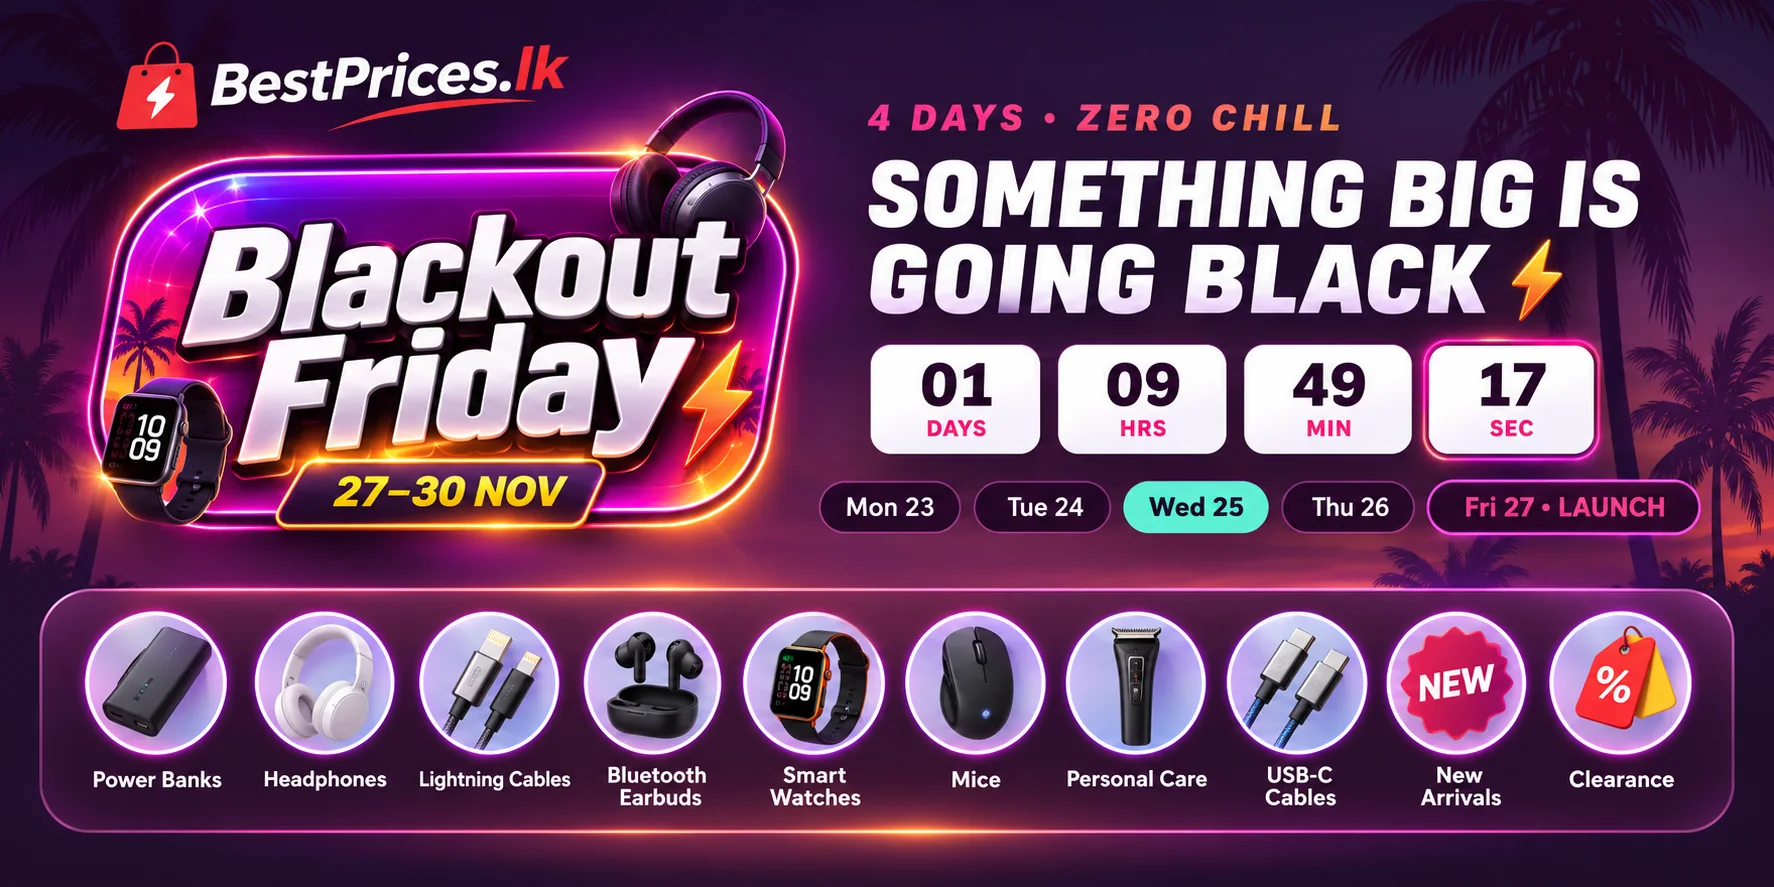 BestPrices.lk
Blackout
Friday
10
09
27–30 NOV
4 DAYS • ZERO CHILL
SOMETHING BIG IS
GOING BLACK
01
DAYS
09
HRS
49
MIN
17
SEC
Mon 23
Tue 24
Wed 25
Thu 26
Fri 27 • LAUNCH
10
09
NEW
%
Power Banks
Headphones
Lightning Cables
Bluetooth
Earbuds
Smart
Watches
Mice
Personal Care
USB-C
Cables
New
Arrivals
Clearance